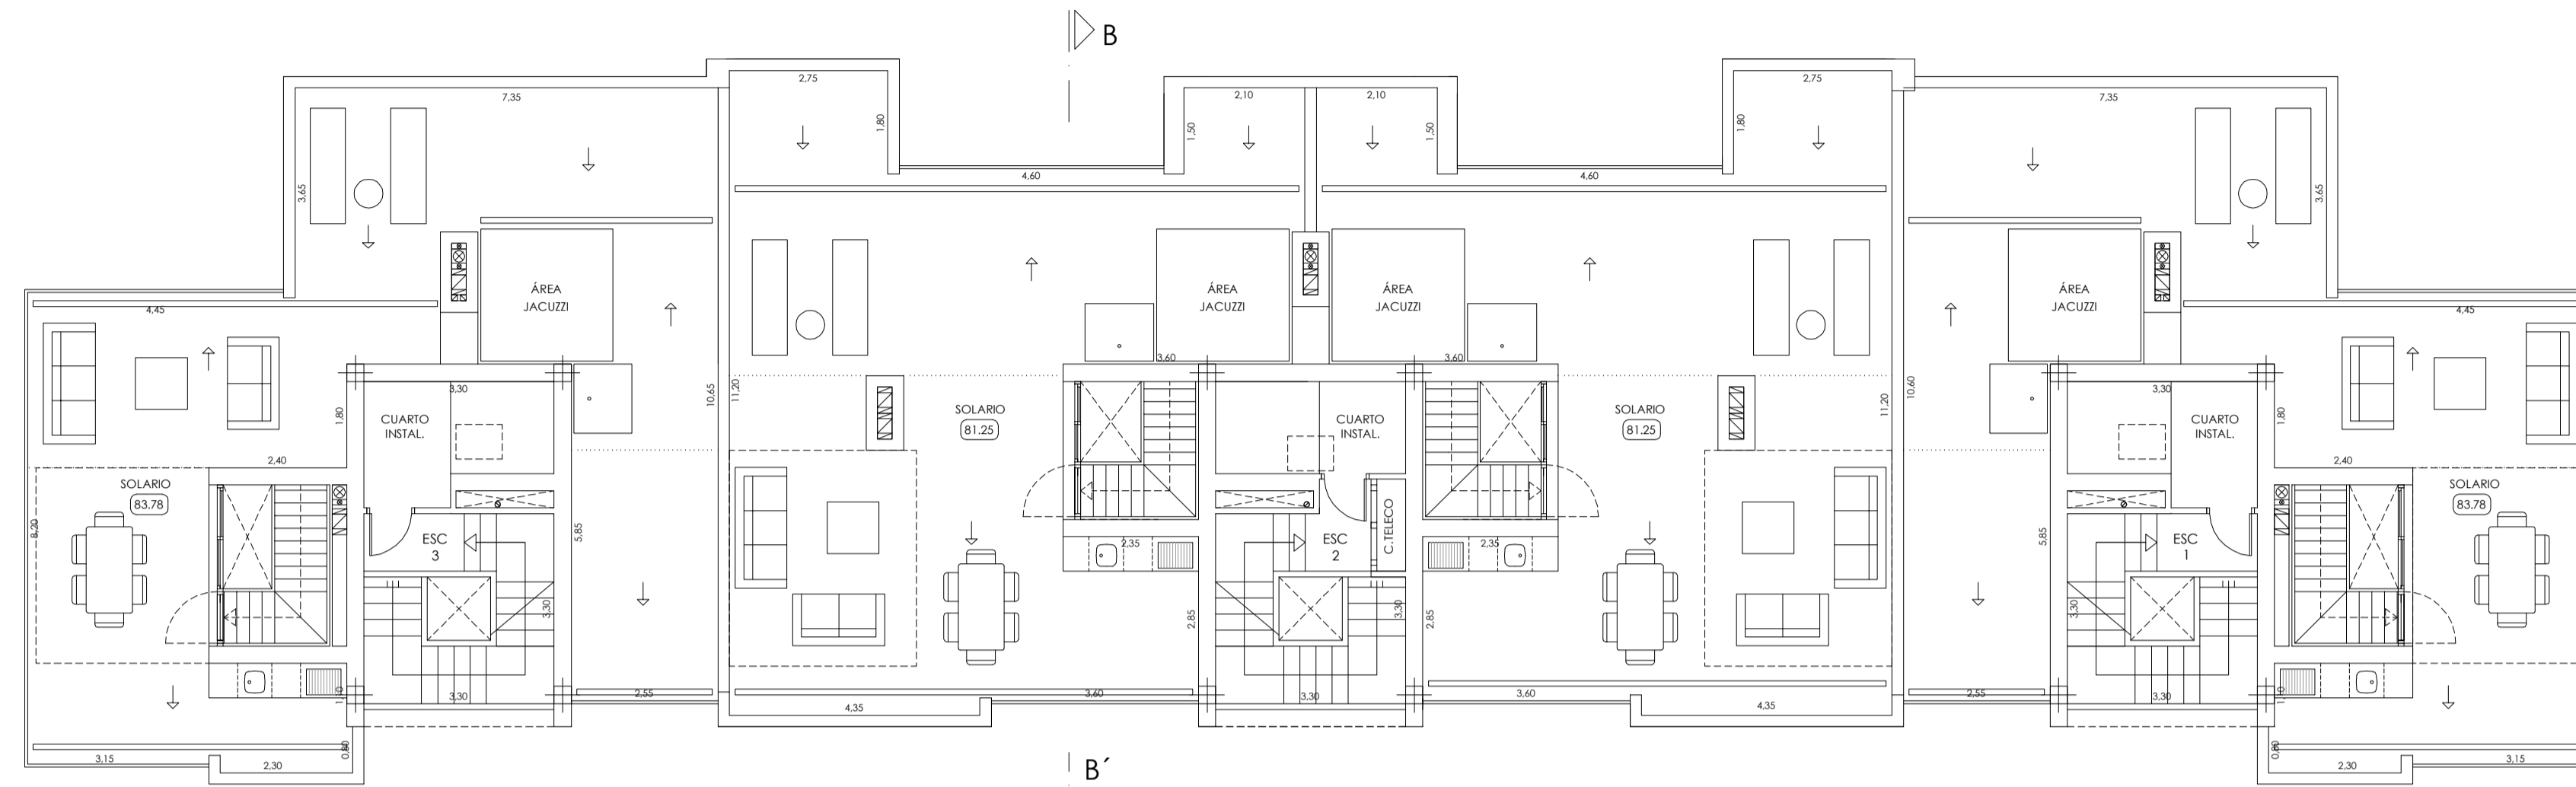 B
2,75
2,75
7,35
2,10
2,10
7,35
1,80
1,50
1,50
1,80
4,60
4,60
3,65
3,65
ÁREA
JACUZZI
ÁREA
JACUZZI
ÁREA
JACUZZI
ÁREA
JACUZZI
4,45
4,45
3,60
3,60
3,30
3,30
10,65
11,20
11,20
10,60
1,80
CUARTO
INSTAL.
SOLARIO
81.25
CUARTO
INSTAL.
SOLARIO
81.25
CUARTO
INSTAL.
1,80
2,40
2,40
SOLARIO
83.78
SOLARIO
83.78
8,20
ESC
3
5,85
2,35
ESC
2
C.TELECO
2,35
5,85
ESC
1
3,30
2,85
3,30
2,85
3,30
1,10
3,30
2,55
3,60
3,30
3,60
2,55
3,30
1,10
4,35
4,35
0,80
0,80
3,15
2,30
2,30
3,15
B´